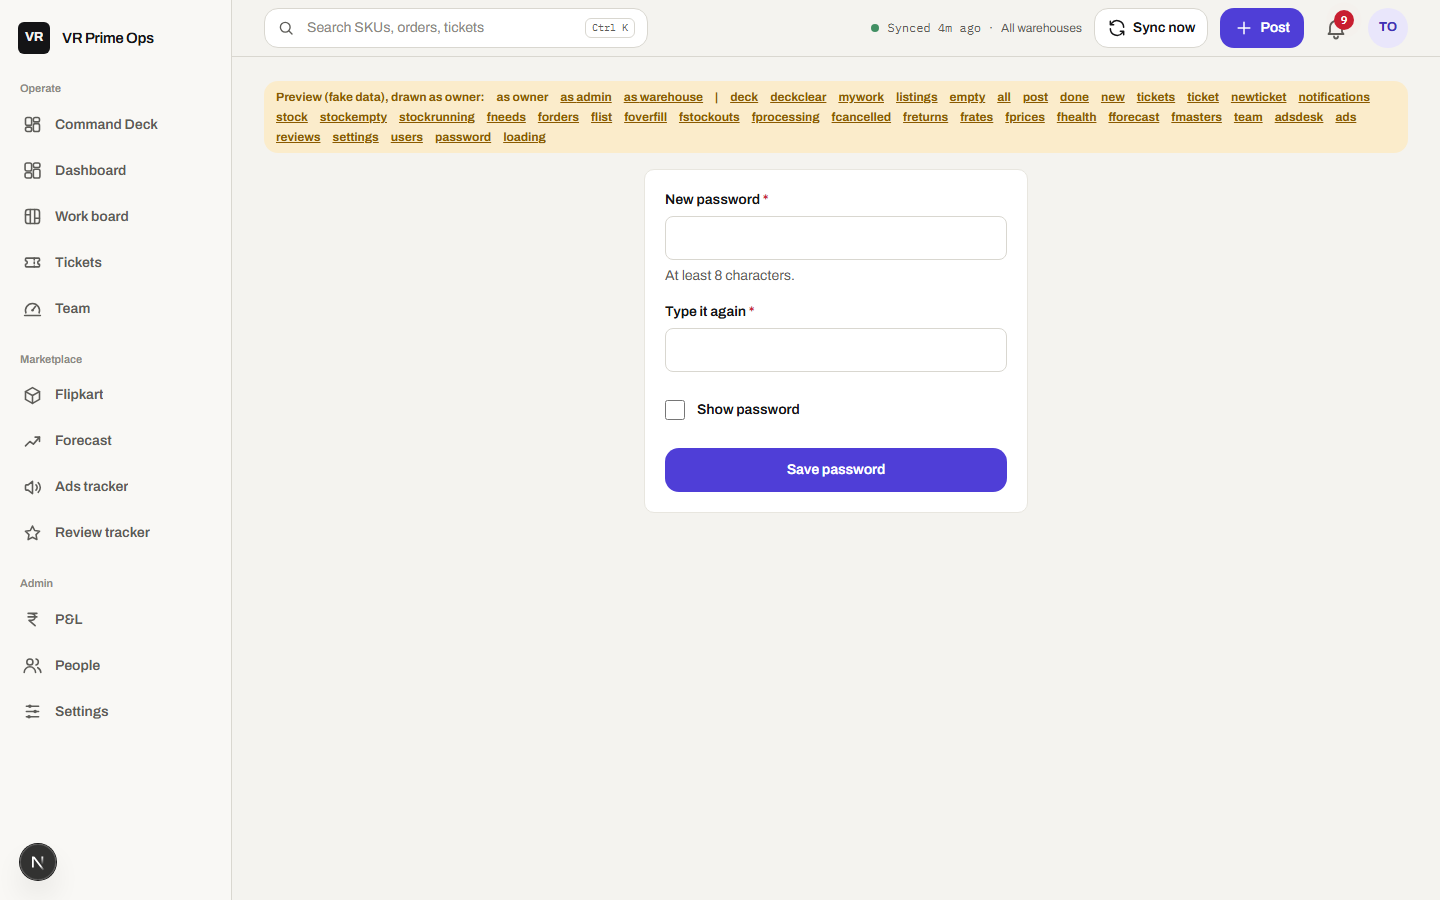 VR
VR Prime Ops
Search SKUs, orders, tickets
Ctrl K
Synced 4m ago · All warehouses
Sync now
Post
9
TO
Operate
Command Deck
Dashboard
Work board
Tickets
Team
Marketplace
Flipkart
Forecast
Ads tracker
Review tracker
Admin
P&L
People
Settings
N
Preview (fake data), drawn as owner: as owner as admin as warehouse | deck deckclear mywork listings empty all post done new tickets ticket newticket notifications
stock stockempty stockrunning fneeds forders flist foverfill fstockouts fprocessing fcancelled freturns frates fprices fhealth fforecast fmasters team adsdesk ads
reviews settings users password loading
New password *
At least 8 characters.
Type it again *
Show password
Save password